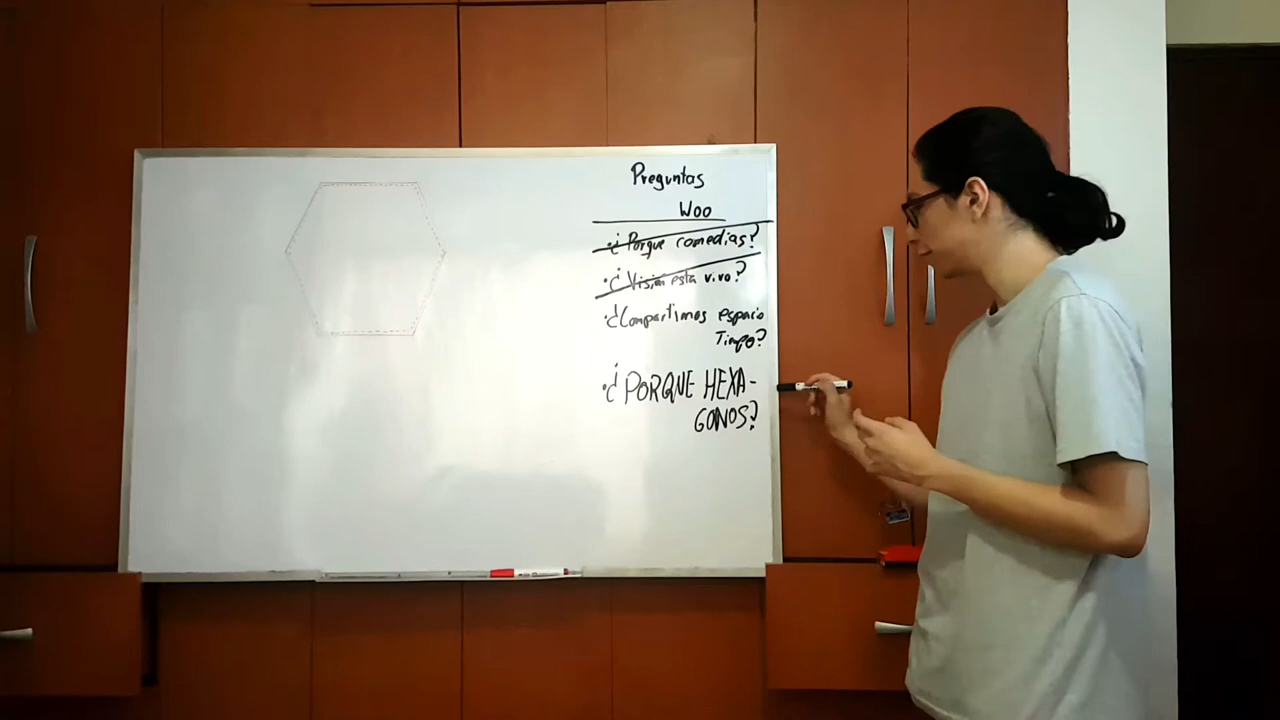 Preguntas
Woo
•¿Porque comedias?
•¿Visión esta vivo?
•¿Compartimos espacio
Tiempo?
•¿PORQUE HEXA-
GONOS?